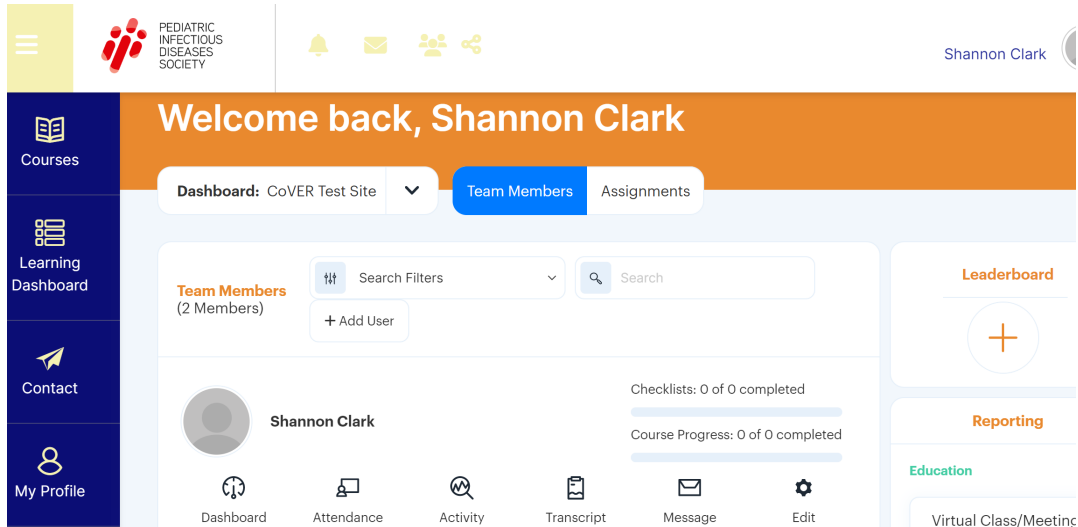 PEDIATRIC
INFECTIOUS
DISEASES
SOCIETY
Shannon Clark
Courses
Learning
Dashboard
Contact
My Profile
Welcome back, Shannon Clark
Dashboard: CoVER Test Site
Team Members
Assignments
Team Members
(2 Members)
Search Filters
Search
+ Add User
Shannon Clark
Checklists: 0 of 0 completed
Course Progress: 0 of 0 completed
Dashboard
Attendance
Activity
Transcript
Message
Edit
Leaderboard
Reporting
Education
Virtual Class/Meeting